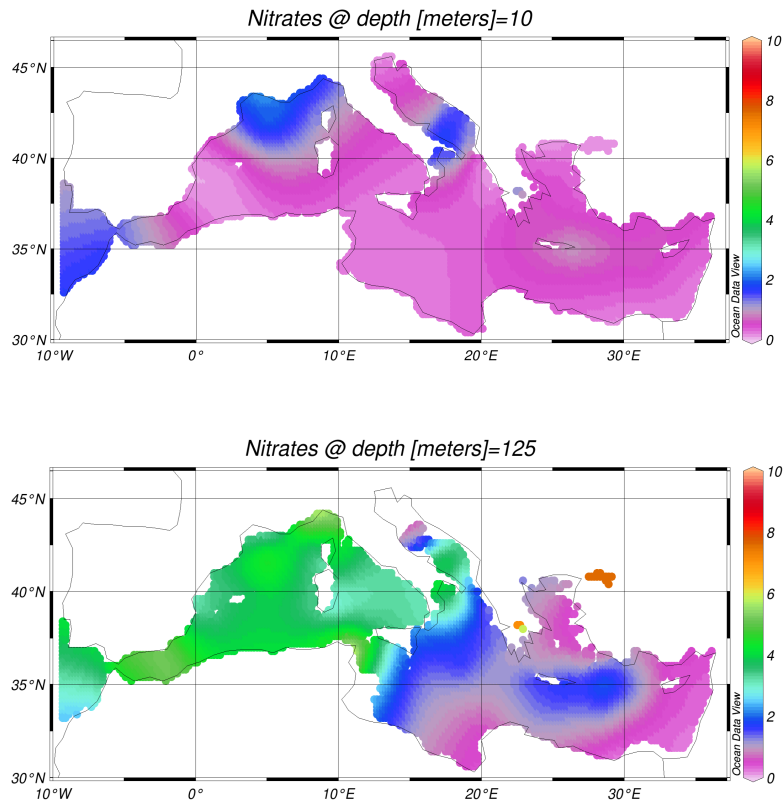 Nitrates @ depth [meters]=10
45°N
40°N
35°N
30°N
10°W
0°
10°E
20°E
30°E
10
8
6
4
2
0
Ocean Data View
Nitrates @ depth [meters]=125
45°N
40°N
35°N
30°N
10°W
0°
10°E
20°E
30°E
10
8
6
4
2
0
Ocean Data View